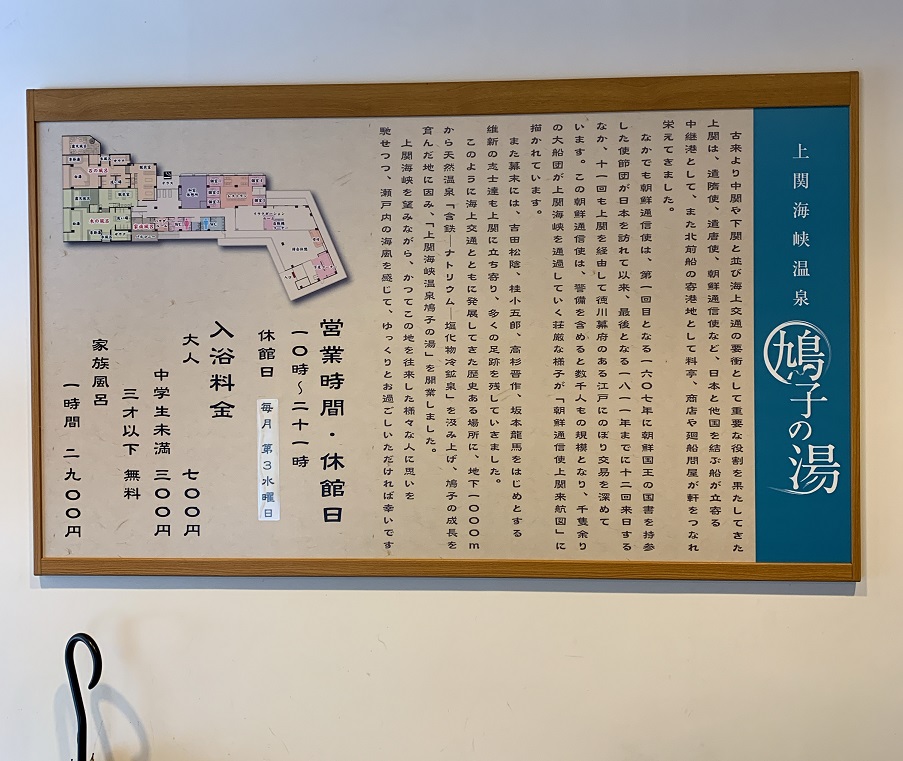 上関海峡温泉
鳩子の湯
古来より中関や下関と並び海上交通の要衝として重要な役割を果たしてきた
上関は、遣隋使、遣唐使、朝鮮通信使など、日本と他国を結ぶ船が立寄る
中継港として、また北前船の寄港地として料亭、商店や廻船問屋が軒をつなれ
栄えてきました。
なかでも朝鮮通信使は、第一回目となる一六〇七年に朝鮮国王の国書を持参
した使節団が日本を訪れて以来、最後となる一八一一年までに十二回来日する
なか、十一回も上関を経由して徳川幕府のある江戸にのぼり交易を深めて
います。この朝鮮通信使は、警備を含めると数千人もの規模となり、千隻余り
の大船団が上関海峡を通過していく荘厳な様子が「朝鮮通信使上関来航図」に
描かれています。
また幕末には、吉田松陰、桂小五郎、高杉晋作、坂本龍馬をはじめとする
維新の志士達も上関に立ち寄り、多くの足跡を残していきました。
このように海上交通とともに発展してきた歴史ある場所に、地下一〇〇〇m
から天然温泉「含鉄―ナトリウム―塩化物冷鉱泉」を汲み上げ、鳩子の成長を
育んだ地に因み、「上関海峡温泉鳩子の湯」を開業しました。
上関海峡を望みながら、かつてこの地を往来した様々な人に思いを
馳せつつ、瀬戸内の海風を感じて、ゆっくりとお過ごしいただければ幸いです
営業時間・休館日
一〇時〜二十一時
休館日 毎月 第3水曜日
入浴料金
大人 七〇〇円
中学生未満 三〇〇円
三才以下 無料
家族風呂
一時間 二九〇〇円